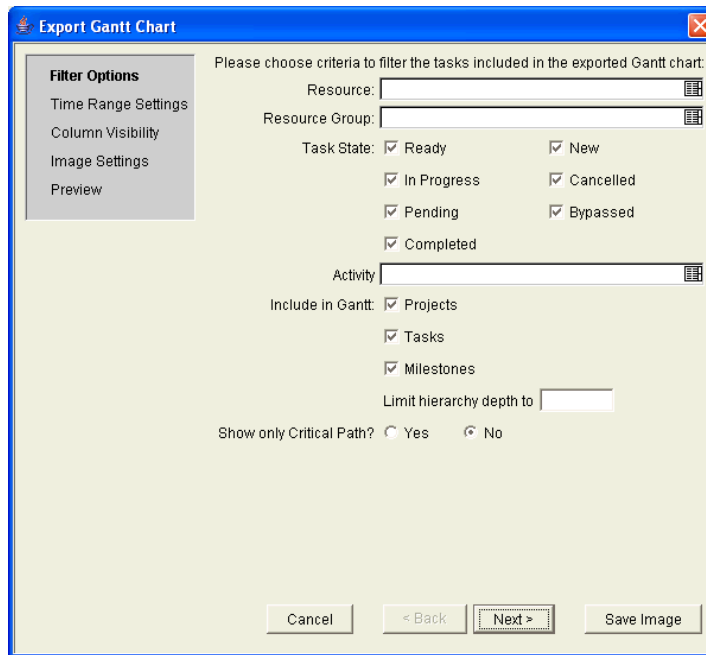 Export Gantt Chart
Filter Options
Time Range Settings
Column Visibility
Image Settings
Preview
Please choose criteria to filter the tasks included in the exported Gantt chart:
Resource:
Resource Group:
Task State: Ready New
In Progress Cancelled
Pending Bypassed
Completed
Activity
Include in Gantt: Projects
Tasks
Milestones
Limit hierarchy depth to
Show only Critical Path? Yes No
Cancel < Back Next > Save Image